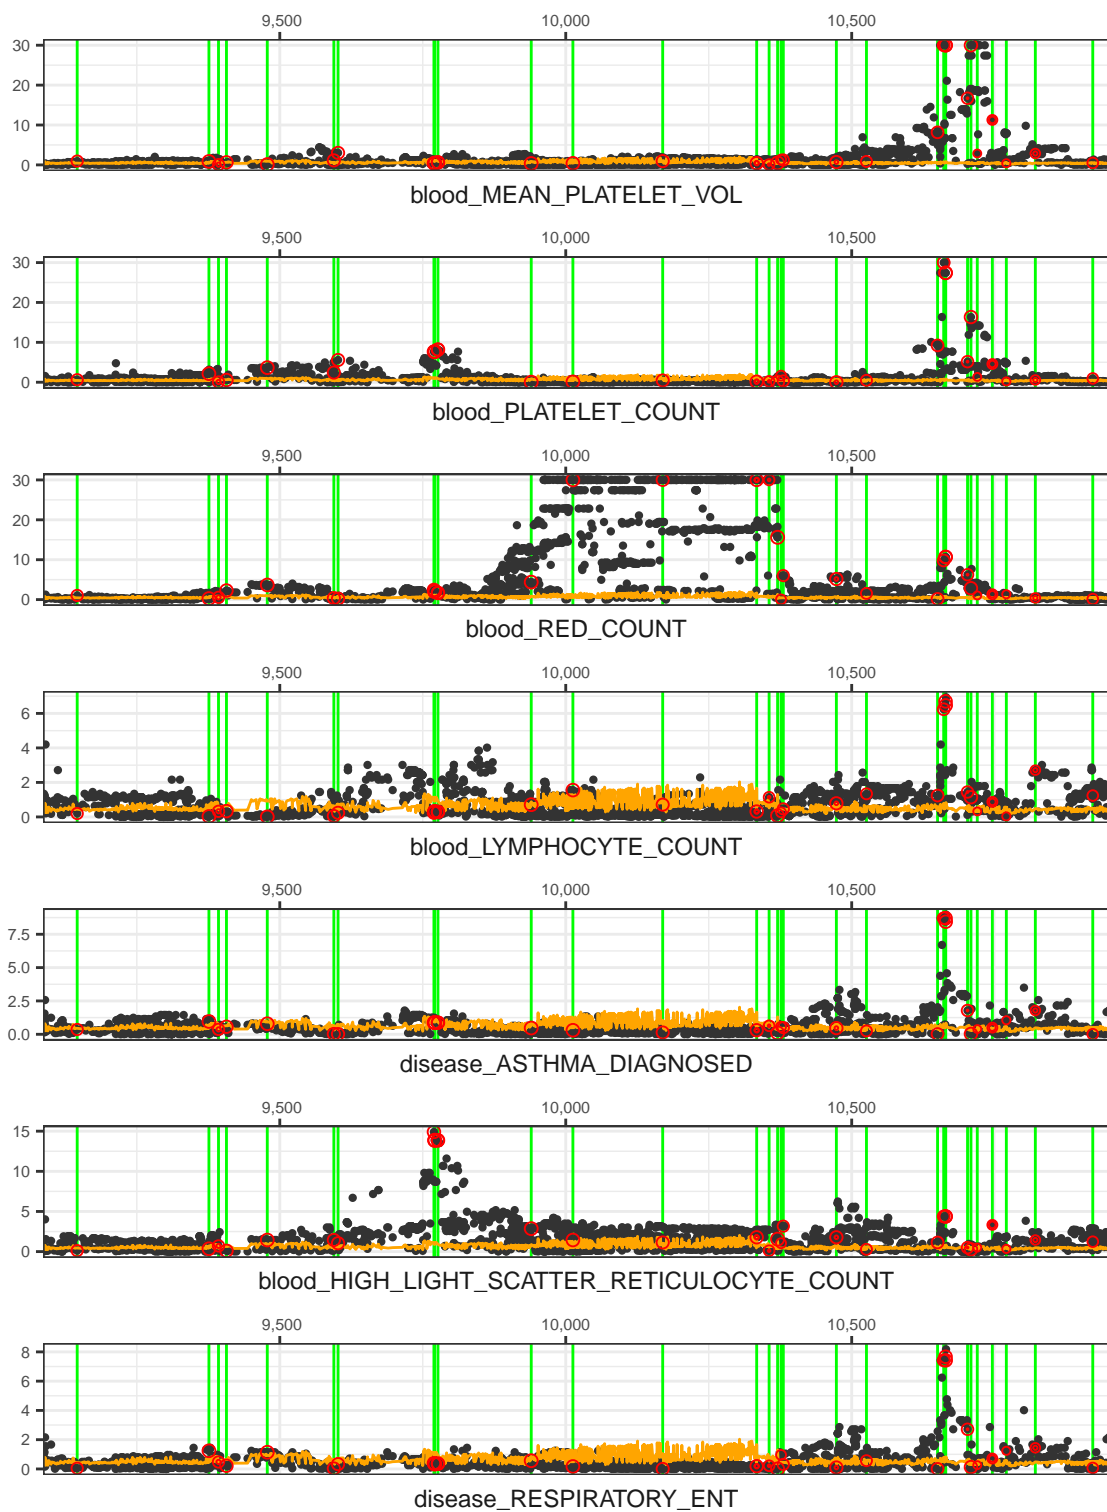 9,500 10,000 10,500
30
20
10
0
blood_MEAN_PLATELET_VOL
9,500 10,000 10,500
30
20
10
0
blood_PLATELET_COUNT
9,500 10,000 10,500
30
20
10
0
blood_RED_COUNT
9,500 10,000 10,500
6
4
2
0
blood_LYMPHOCYTE_COUNT
9,500 10,000 10,500
7.5
5.0
2.5
0.0
disease_ASTHMA_DIAGNOSED
9,500 10,000 10,500
15
10
5
0
blood_HIGH_LIGHT_SCATTER_RETICULOCYTE_COUNT
9,500 10,000 10,500
8
6
4
2
0
disease_RESPIRATORY_ENT